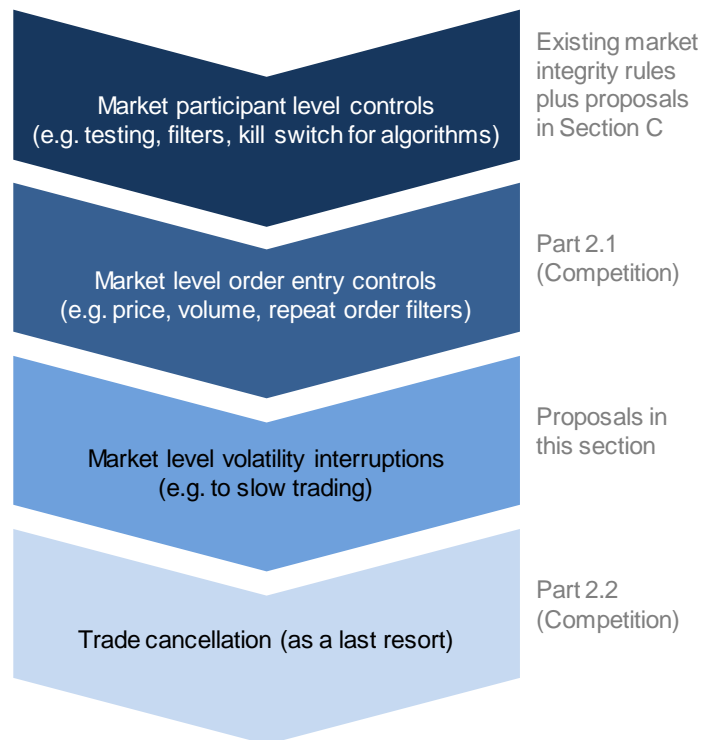 Market participant level controls
(e.g. testing, filters, kill switch for algorithms)
Existing market
integrity rules
plus proposals
in Section C
Market level order entry controls
(e.g. price, volume, repeat order filters)
Part 2.1
(Competition)
Market level volatility interruptions
(e.g. to slow trading)
Proposals in
this section
Trade cancellation (as a last resort)
Part 2.2
(Competition)